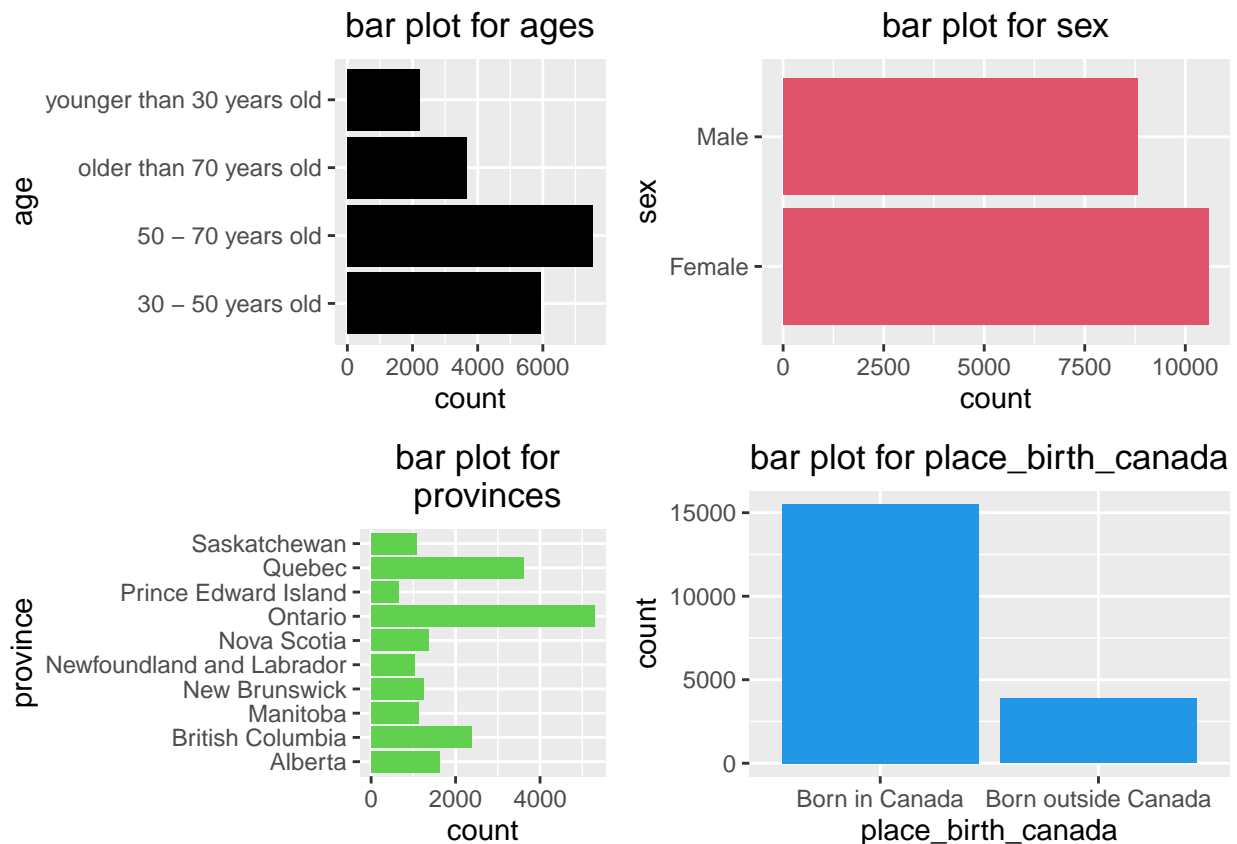 bar plot for ages
younger than 30 years old
older than 70 years old
50 − 70 years old
30 − 50 years old
age
0 2000 4000 6000
count
bar plot for sex
Male
Female
sex
0 2500 5000 7500 10000
count
bar plot for
provinces
Saskatchewan
Quebec
Prince Edward Island
Ontario
Nova Scotia
Newfoundland and Labrador
New Brunswick
Manitoba
British Columbia
Alberta
province
0 2000 4000
count
bar plot for place_birth_canada
15000
10000
5000
0
count
Born in Canada Born outside Canada
place_birth_canada